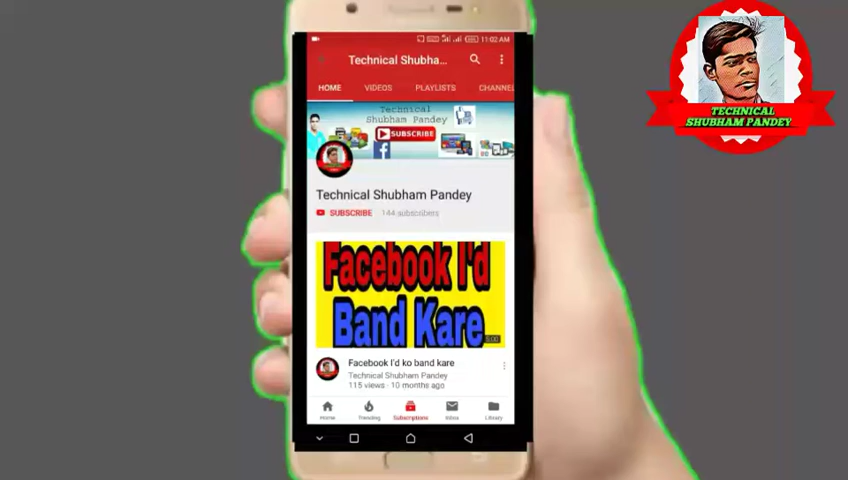 11:02 AM
Technical Shubha...
HOME VIDEOS PLAYLISTS CHANNEL
Technical
Shubham Pandey
SUBSCRIBE
Technical Shubham Pandey
SUBSCRIBE 144 subscribers
Facebook I'd
Band Kare
Facebook I'd ko band kare
Technical Shubham Pandey
115 views · 10 months ago
Home Trending Subscriptions Inbox Library
TECHNICAL
SHUBHAM PANDEY